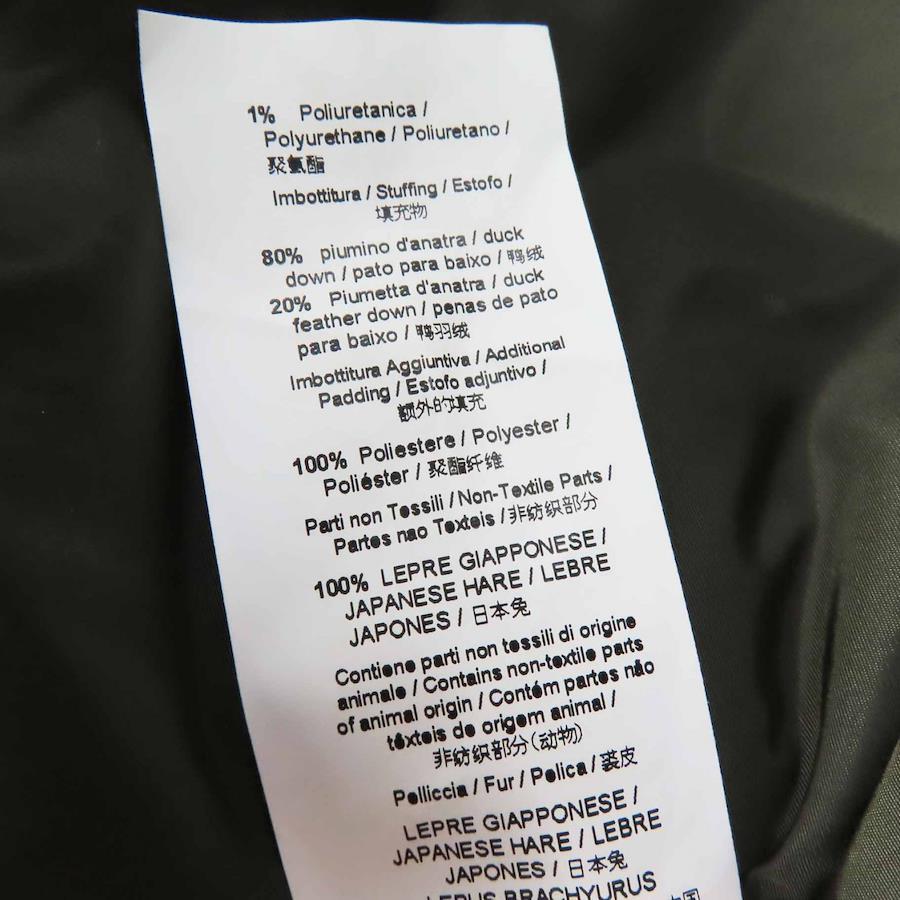 1% Poliuretanica /
Polyurethane / Poliuretano /
聚氨酯
Imbottitura / Stuffing / Estofo /
填充物
80% piumino d'anatra / duck
down / pato para baixo / 鸭绒
20% Piumetta d'anatra / duck
feather down / penas de pato
para baixo / 鸭羽绒
Imbottitura Aggiuntiva / Additional
Padding / Estofo adjuntivo /
额外的填充
100% Poliestere / Polyester /
Poliéster / 聚酯纤维
Parti non Tessili / Non-Textile Parts /
Partes nao Texteis / 非纺织部分
100% LEPRE GIAPPONESE /
JAPANESE HARE / LEBRE
JAPONES / 日本兔
Contiene parti non tessili di origine
animale / Contains non-textile parts
of animal origin / Contém partes não
têxteis de origem animal /
非纺织部分(动物)
Pelliccia / Fur / Pelica / 裘皮
LEPRE GIAPPONESE /
JAPANESE HARE / LEBRE
JAPONES / 日本兔
LEPUS BRACHYURUS